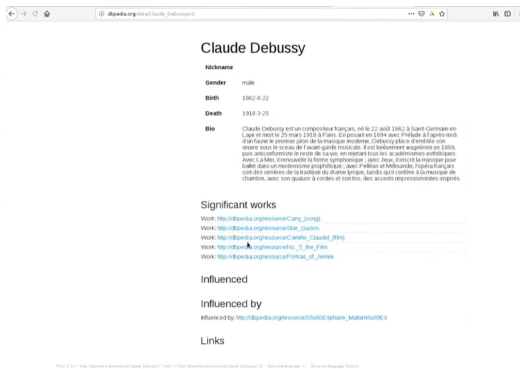 dbpedia.org/data/Claude_Debussy
Claude Debussy
Nickname
Gender male
Birth 1862-8-22
Death 1918-3-25
Bio Claude Debussy est un compositeur français, né le 22 août 1862 à Saint-Germain-en-
Laye et mort le 25 mars 1918 à Paris. En posant en 1894 avec Prélude à l'après-midi
d'un faune le premier jalon de la musique moderne, Debussy place d'emblée son
œuvre sous le sceau de l'avant-garde musicale. Il est brièvement wagnérien en 1889,
puis anticonformiste le reste de sa vie, en rejetant tous les académismes esthétiques.
Avec La Mer, il renouvelle la forme symphonique ; avec Jeux, il inscrit la musique pour
ballet dans un modernisme prophétique ; avec Pelléas et Mélisande, l'opéra français
sort des ornières de la tradition du drame lyrique, tandis qu'il confère à la musique de
chambre, avec son quatuor à cordes et son trio, des accents impressionnistes inspirés.
Significant works
Work: http://dbpedia.org/resource/Cany_(song)
Work: http://dbpedia.org/resource/Star_Gazers
Work: http://dbpedia.org/resource/Camille_Claudel_(film)
Work: http://dbpedia.org/resource/No._5_the_Film
Work: http://dbpedia.org/resource/Portrait_of_Jennie
Influenced
Influenced by
Influenced by: http://dbpedia.org/resource/St\u00E9phane_Mallarm\u00E9
Links